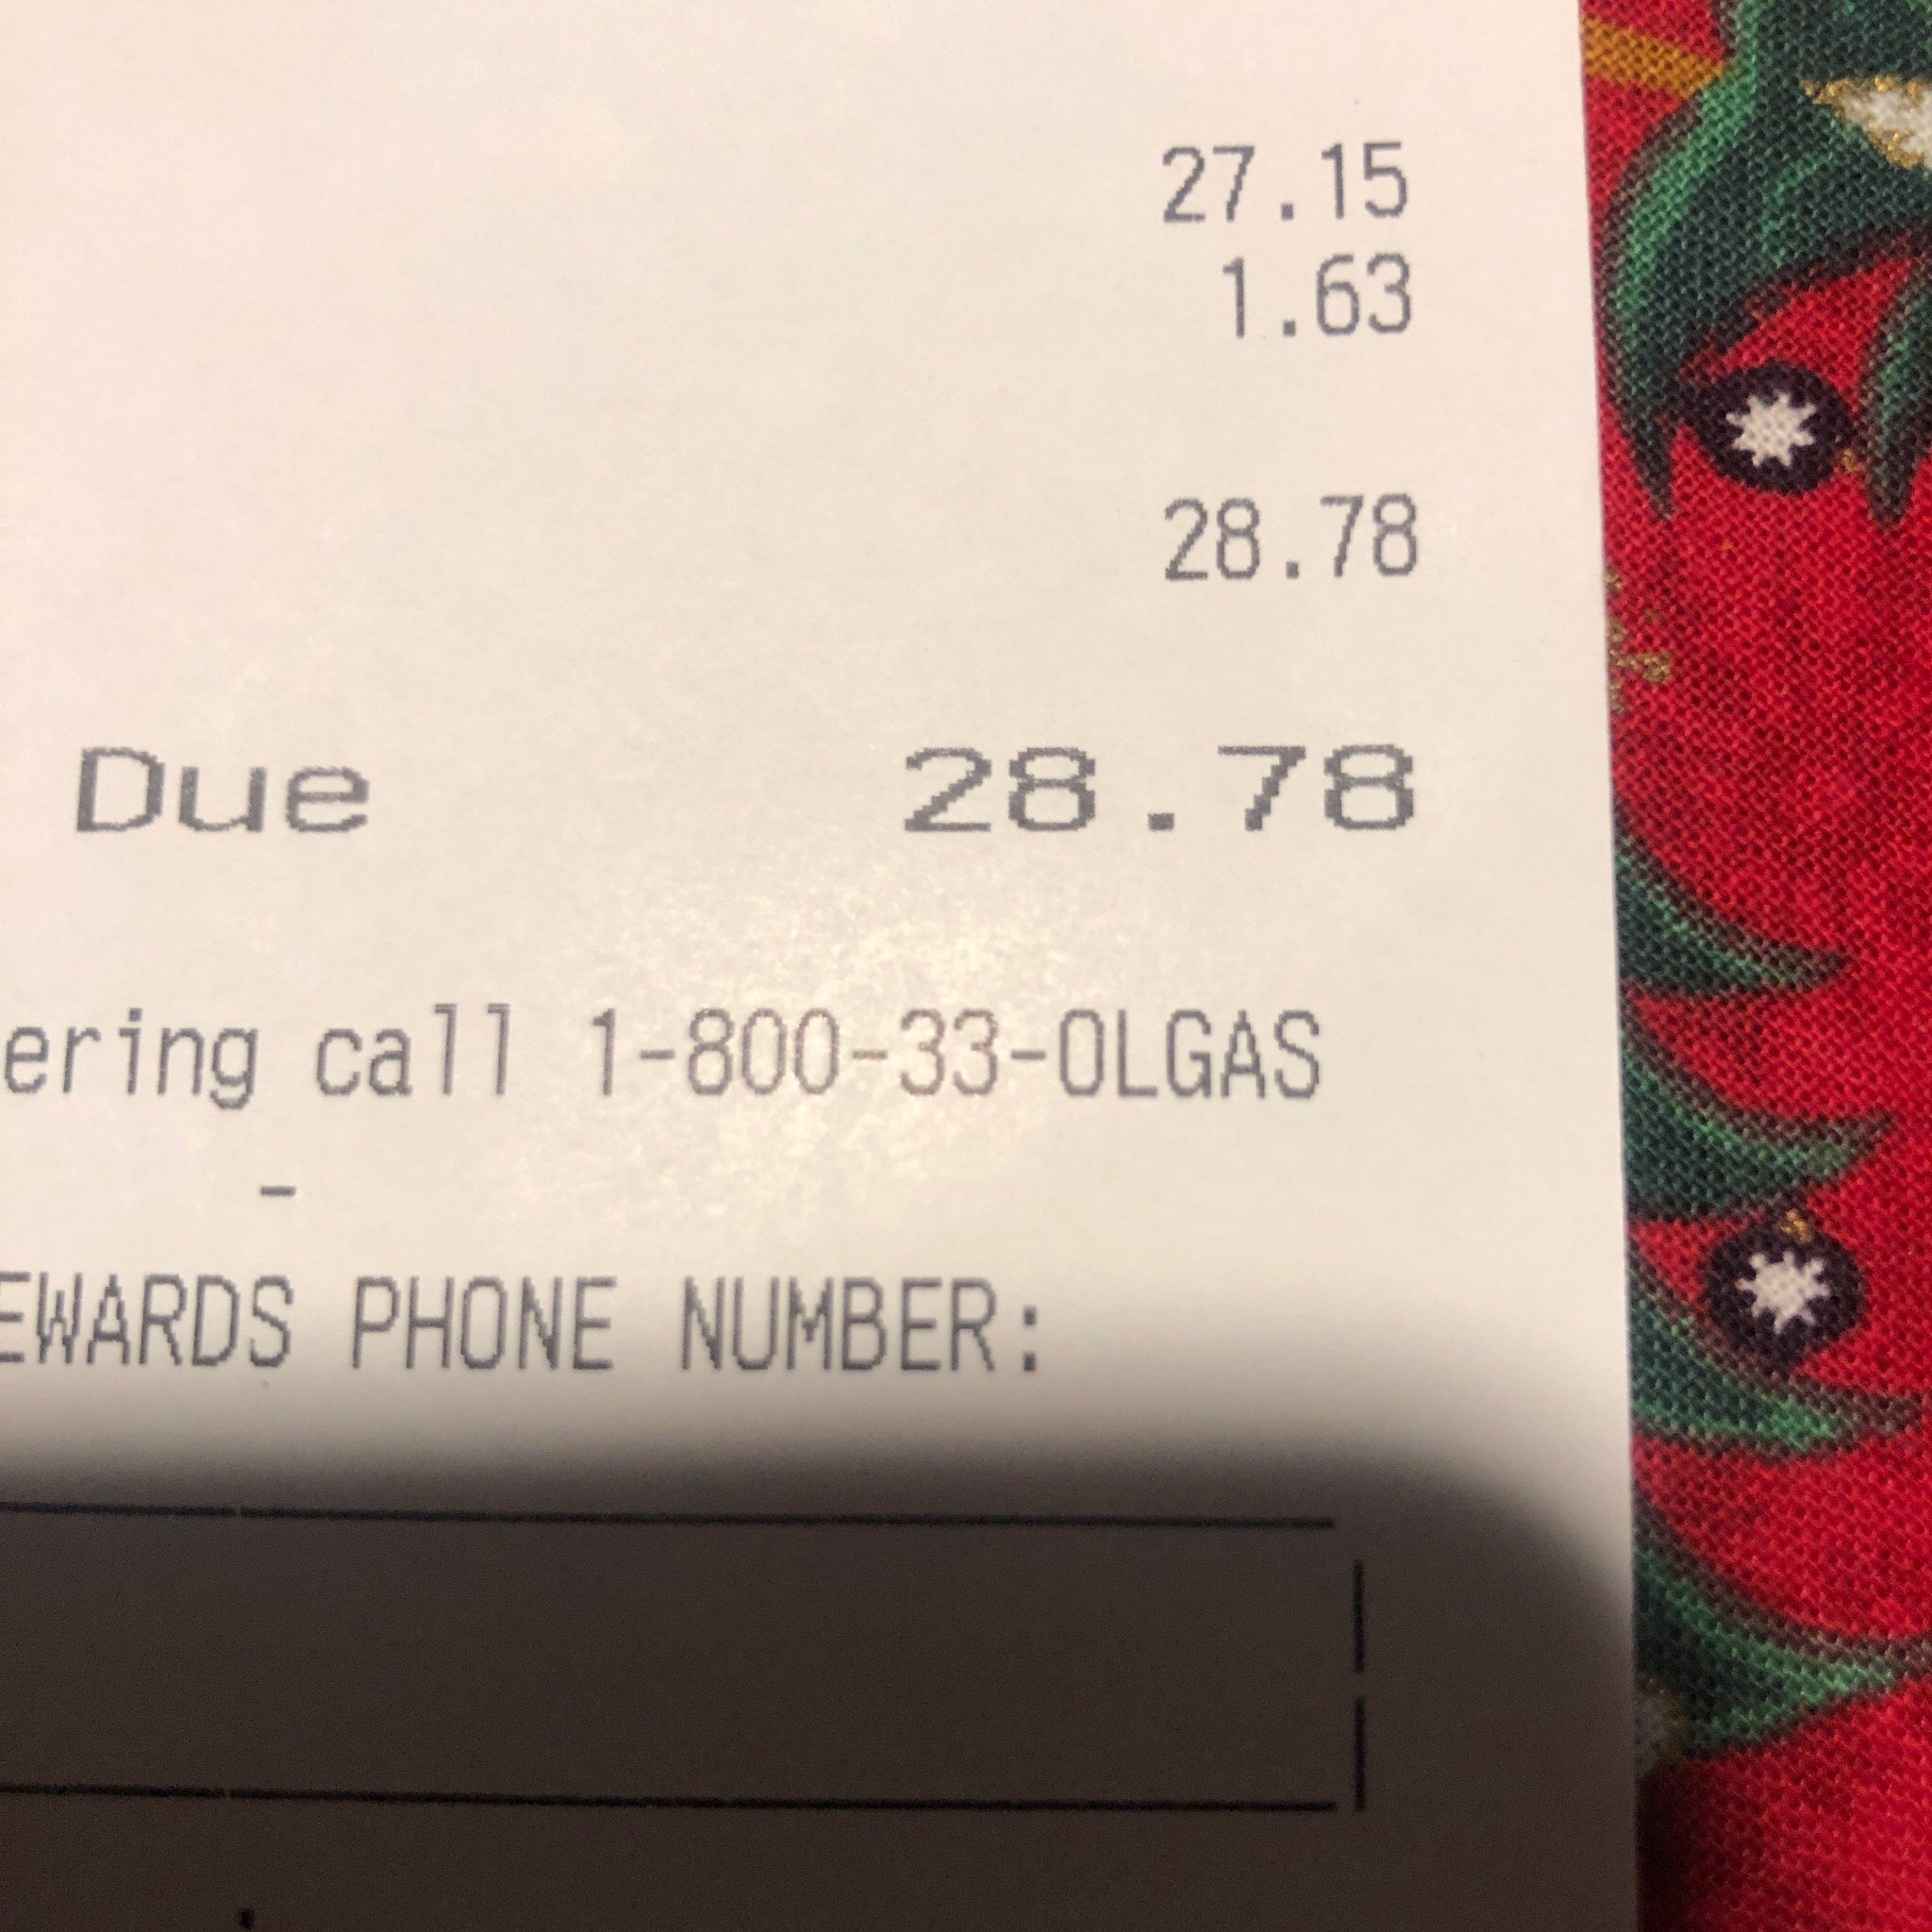 27.15
1.63
28.78
Due 28.78
ering call 1-800-33-OLGAS
-
EWARDS PHONE NUMBER: